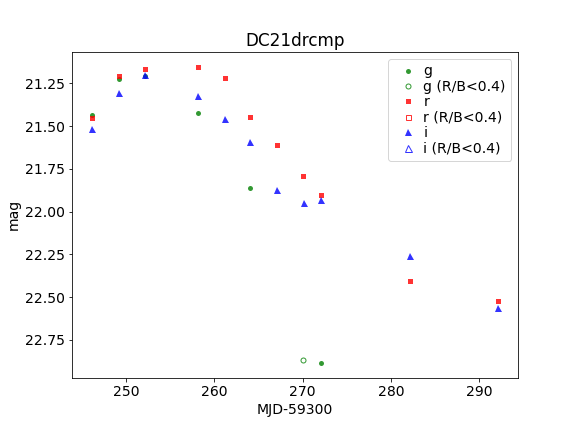 DC21drcmp
g
g (R/B<0.4)
r
r (R/B<0.4)
i
i (R/B<0.4)
mag
21.25
21.50
21.75
22.00
22.25
22.50
22.75
250 260 270 280 290
MJD-59300